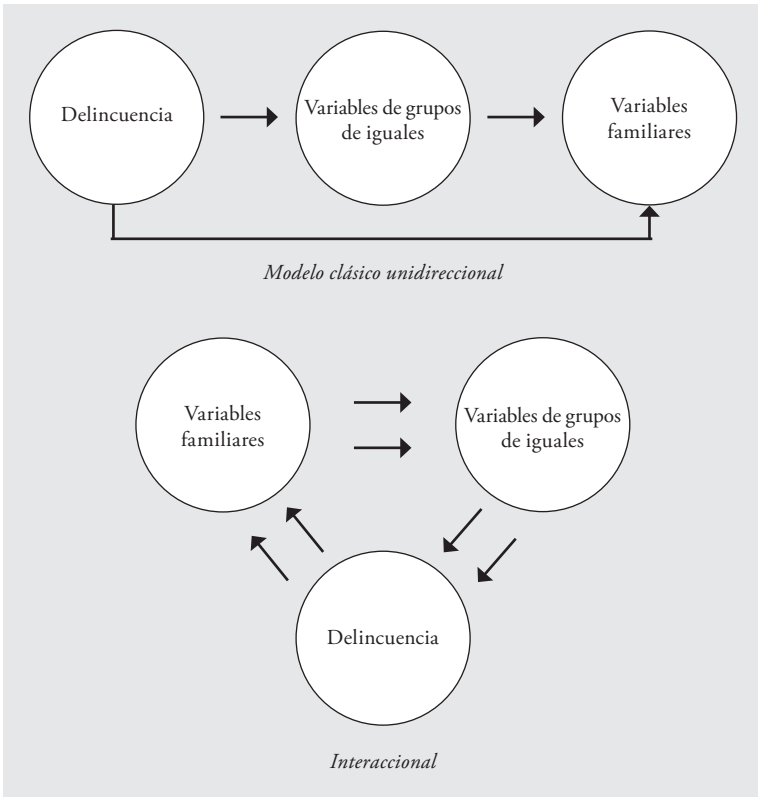 Delincuencia
Variables de grupos
de iguales
Variables
familiares
Modelo clásico unidireccional
Variables
familiares
Variables de grupos
de iguales
Delincuencia
Interaccional